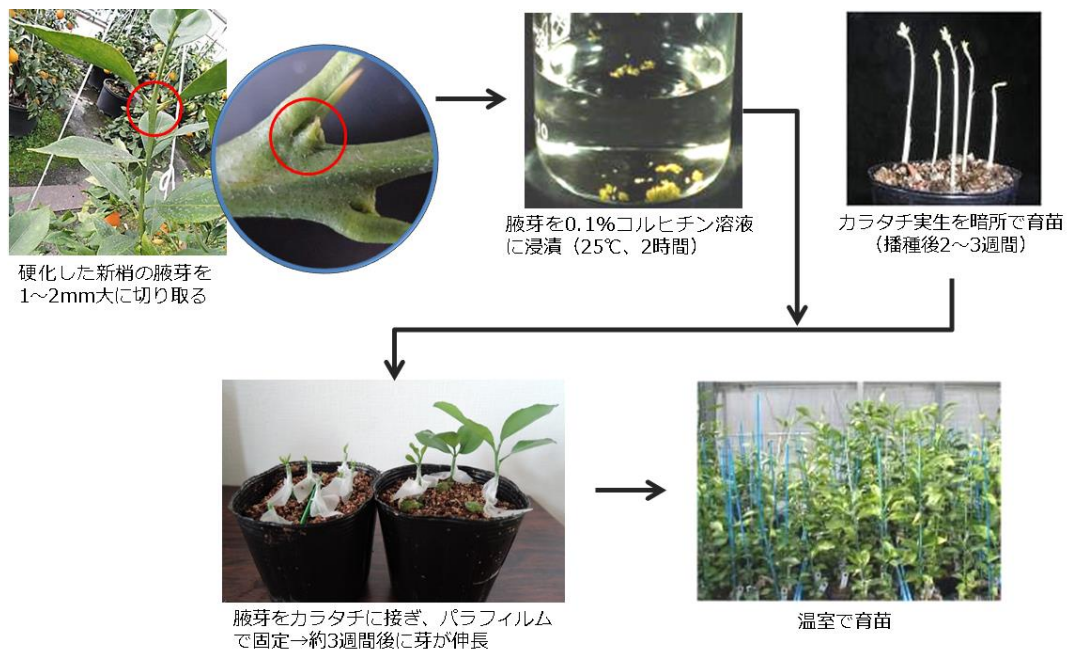 硬化した新梢の腋芽を
1～2mm大に切り取る
腋芽を0.1%コルヒチン溶液
に浸漬（25℃、2時間）
カラタチ実生を暗所で育苗
（播種後2～3週間）
腋芽をカラタチに接ぎ、パラフィルム
で固定→約3週間後に芽が伸長
温室で育苗